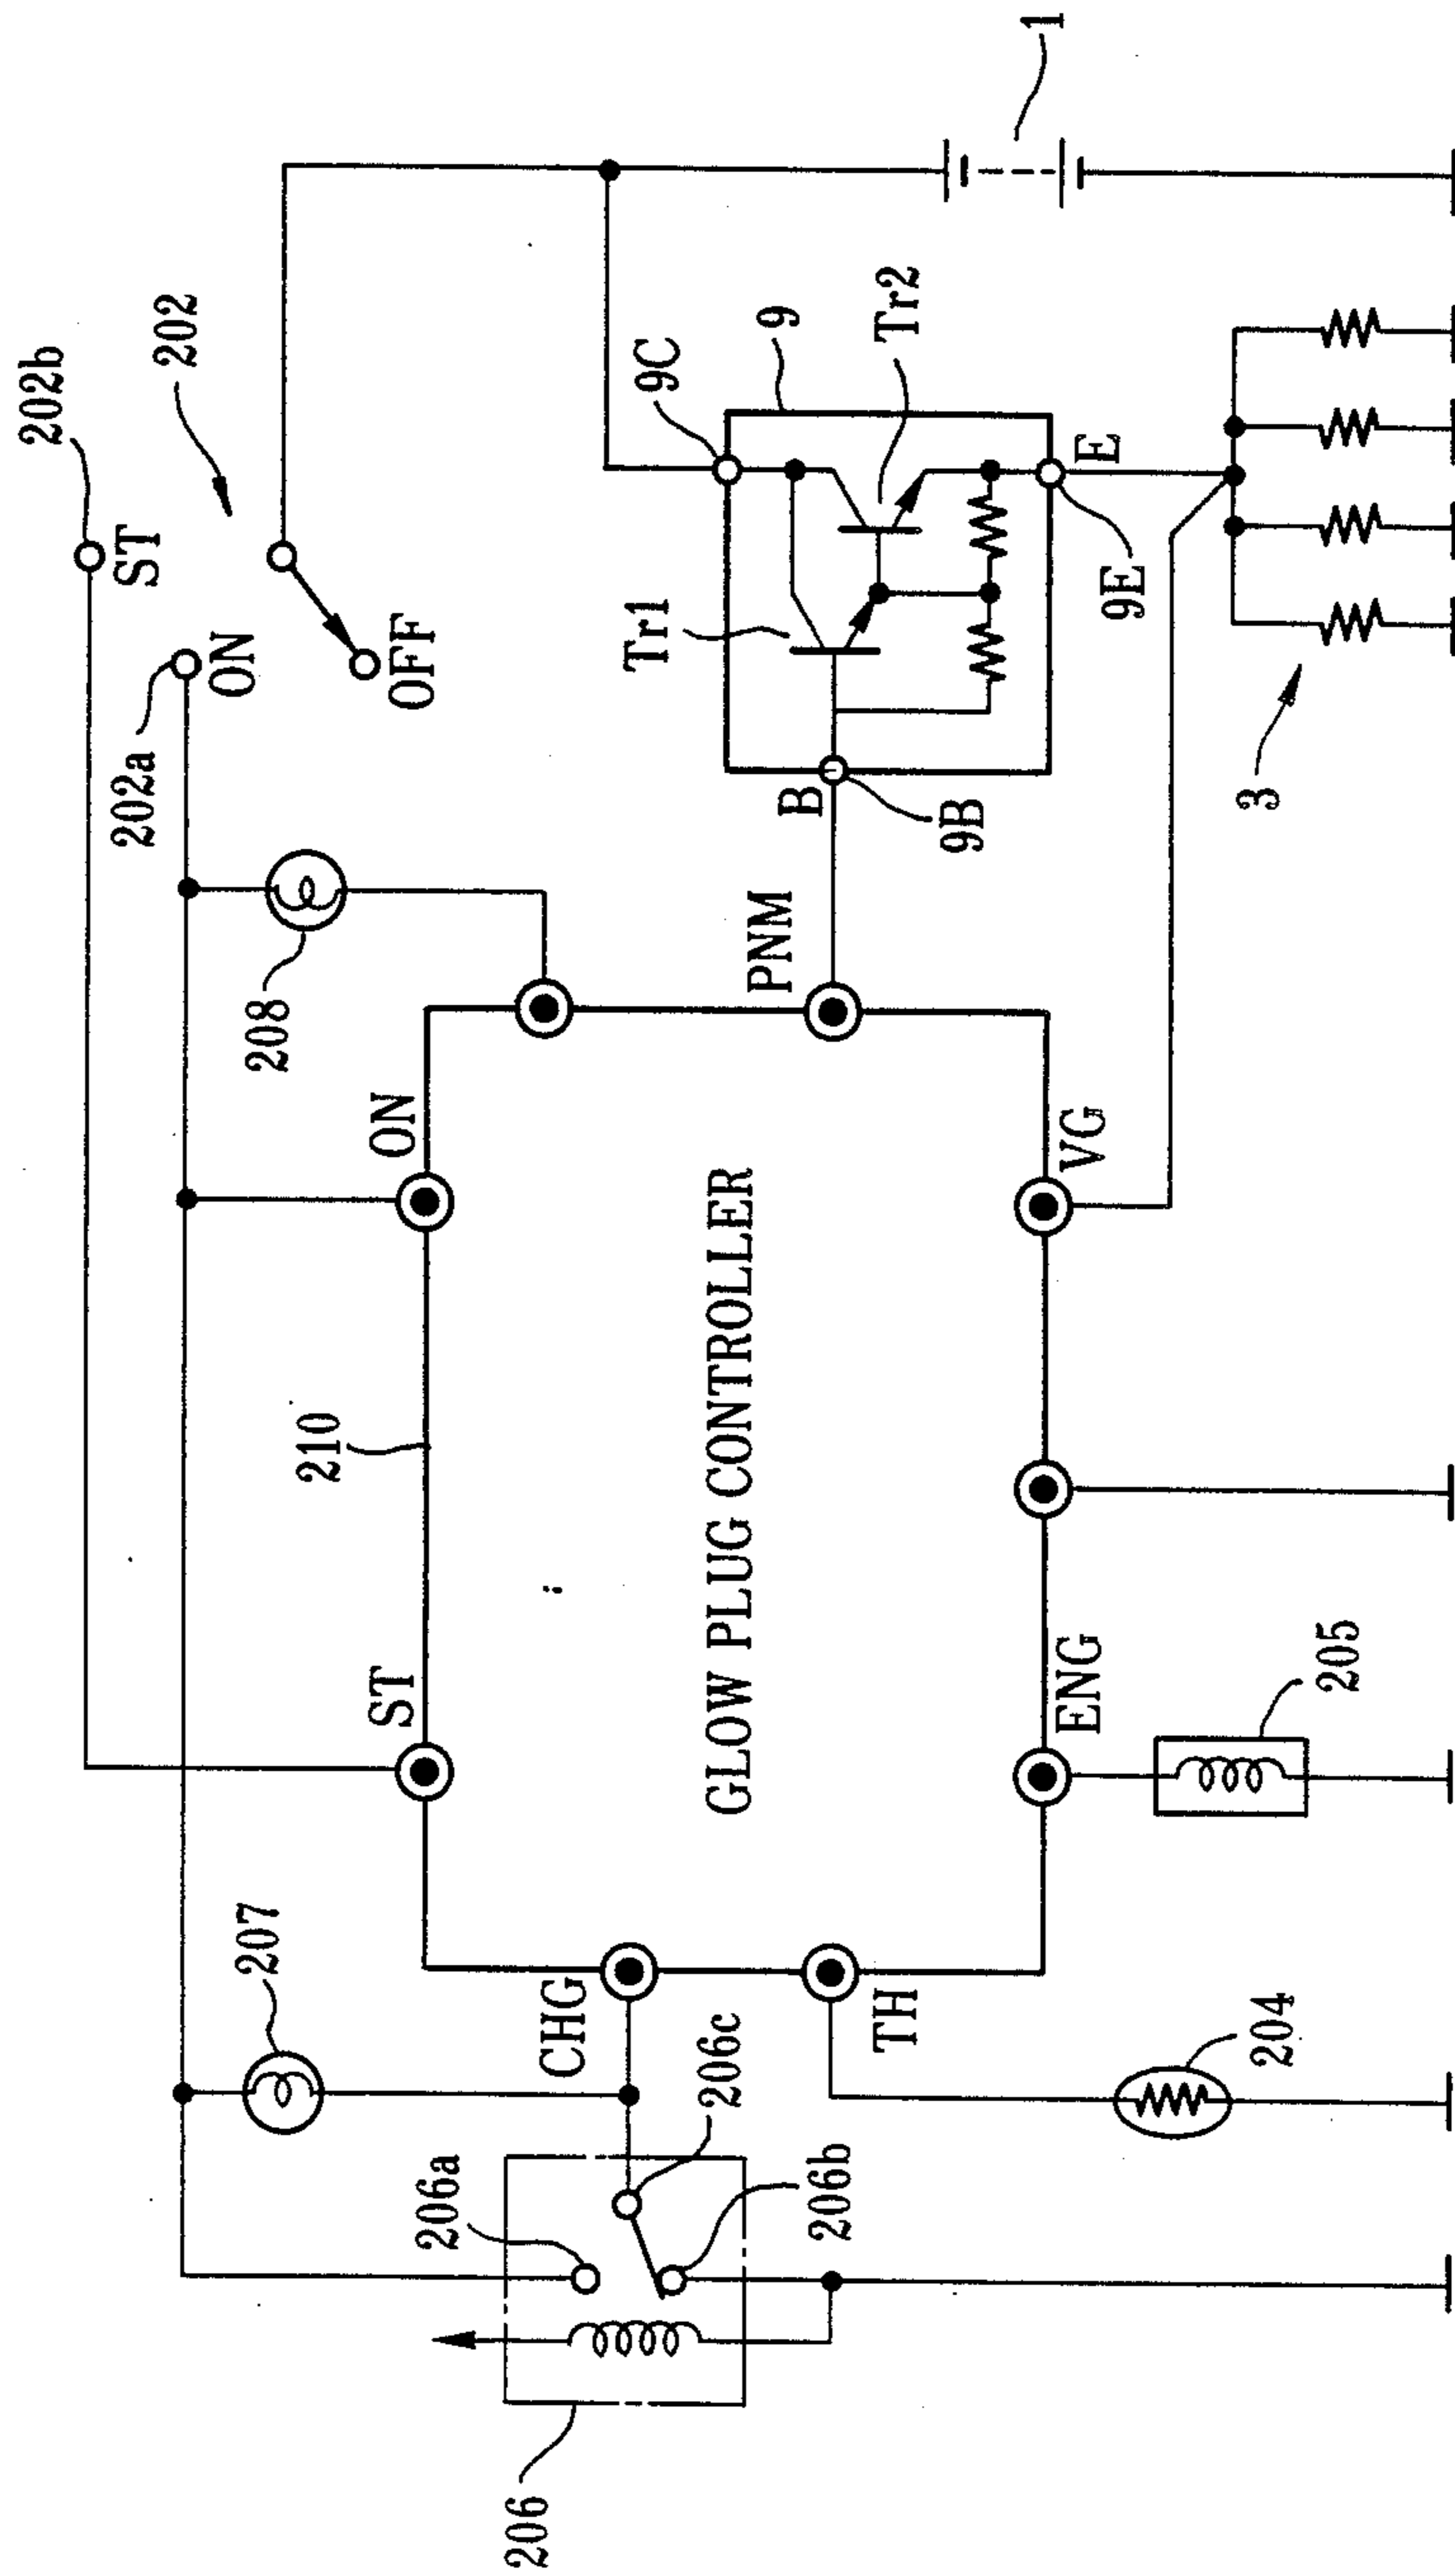 202b
ST
202
202a
ON
OFF
1
208
207
210
ST
ON
9C
9
Tr2
Tr1
PNM
B
9B
9E
E
GLOW PLUG CONTROLLER
CHG
TH
206a
206c
206b
206
ENG
VG
204
205
3